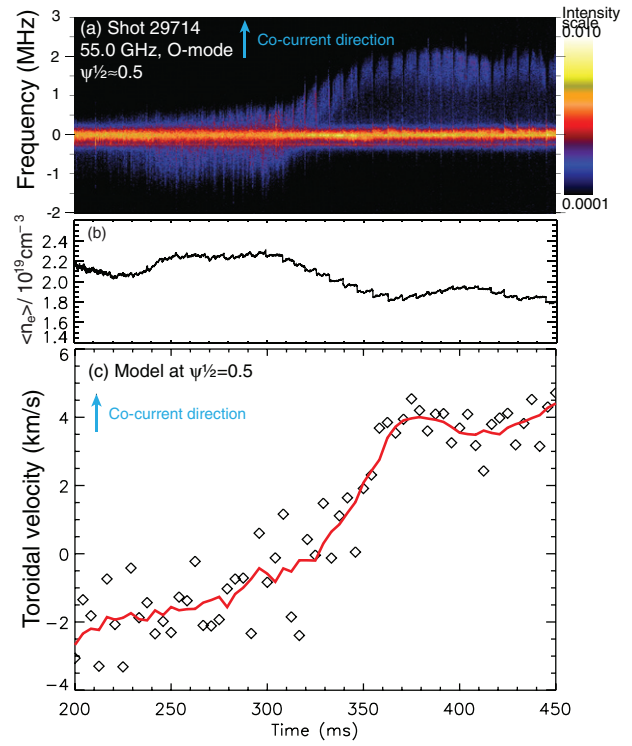 (a) Shot 29714
55.0 GHz, O-mode
ψ½≈0.5
Co-current direction
Intensity
scale
0.010
0.0001
Frequency (MHz)
3
2
1
0
-1
-2
(b)
<nₑ>/ 10¹⁹cm⁻³
2.4
2.2
2.0
1.8
1.6
1.4
(c) Model at ψ½=0.5
Co-current direction
Toroidal velocity (km/s)
6
4
2
0
−2
−4
200 250 300 350 400 450
Time (ms)